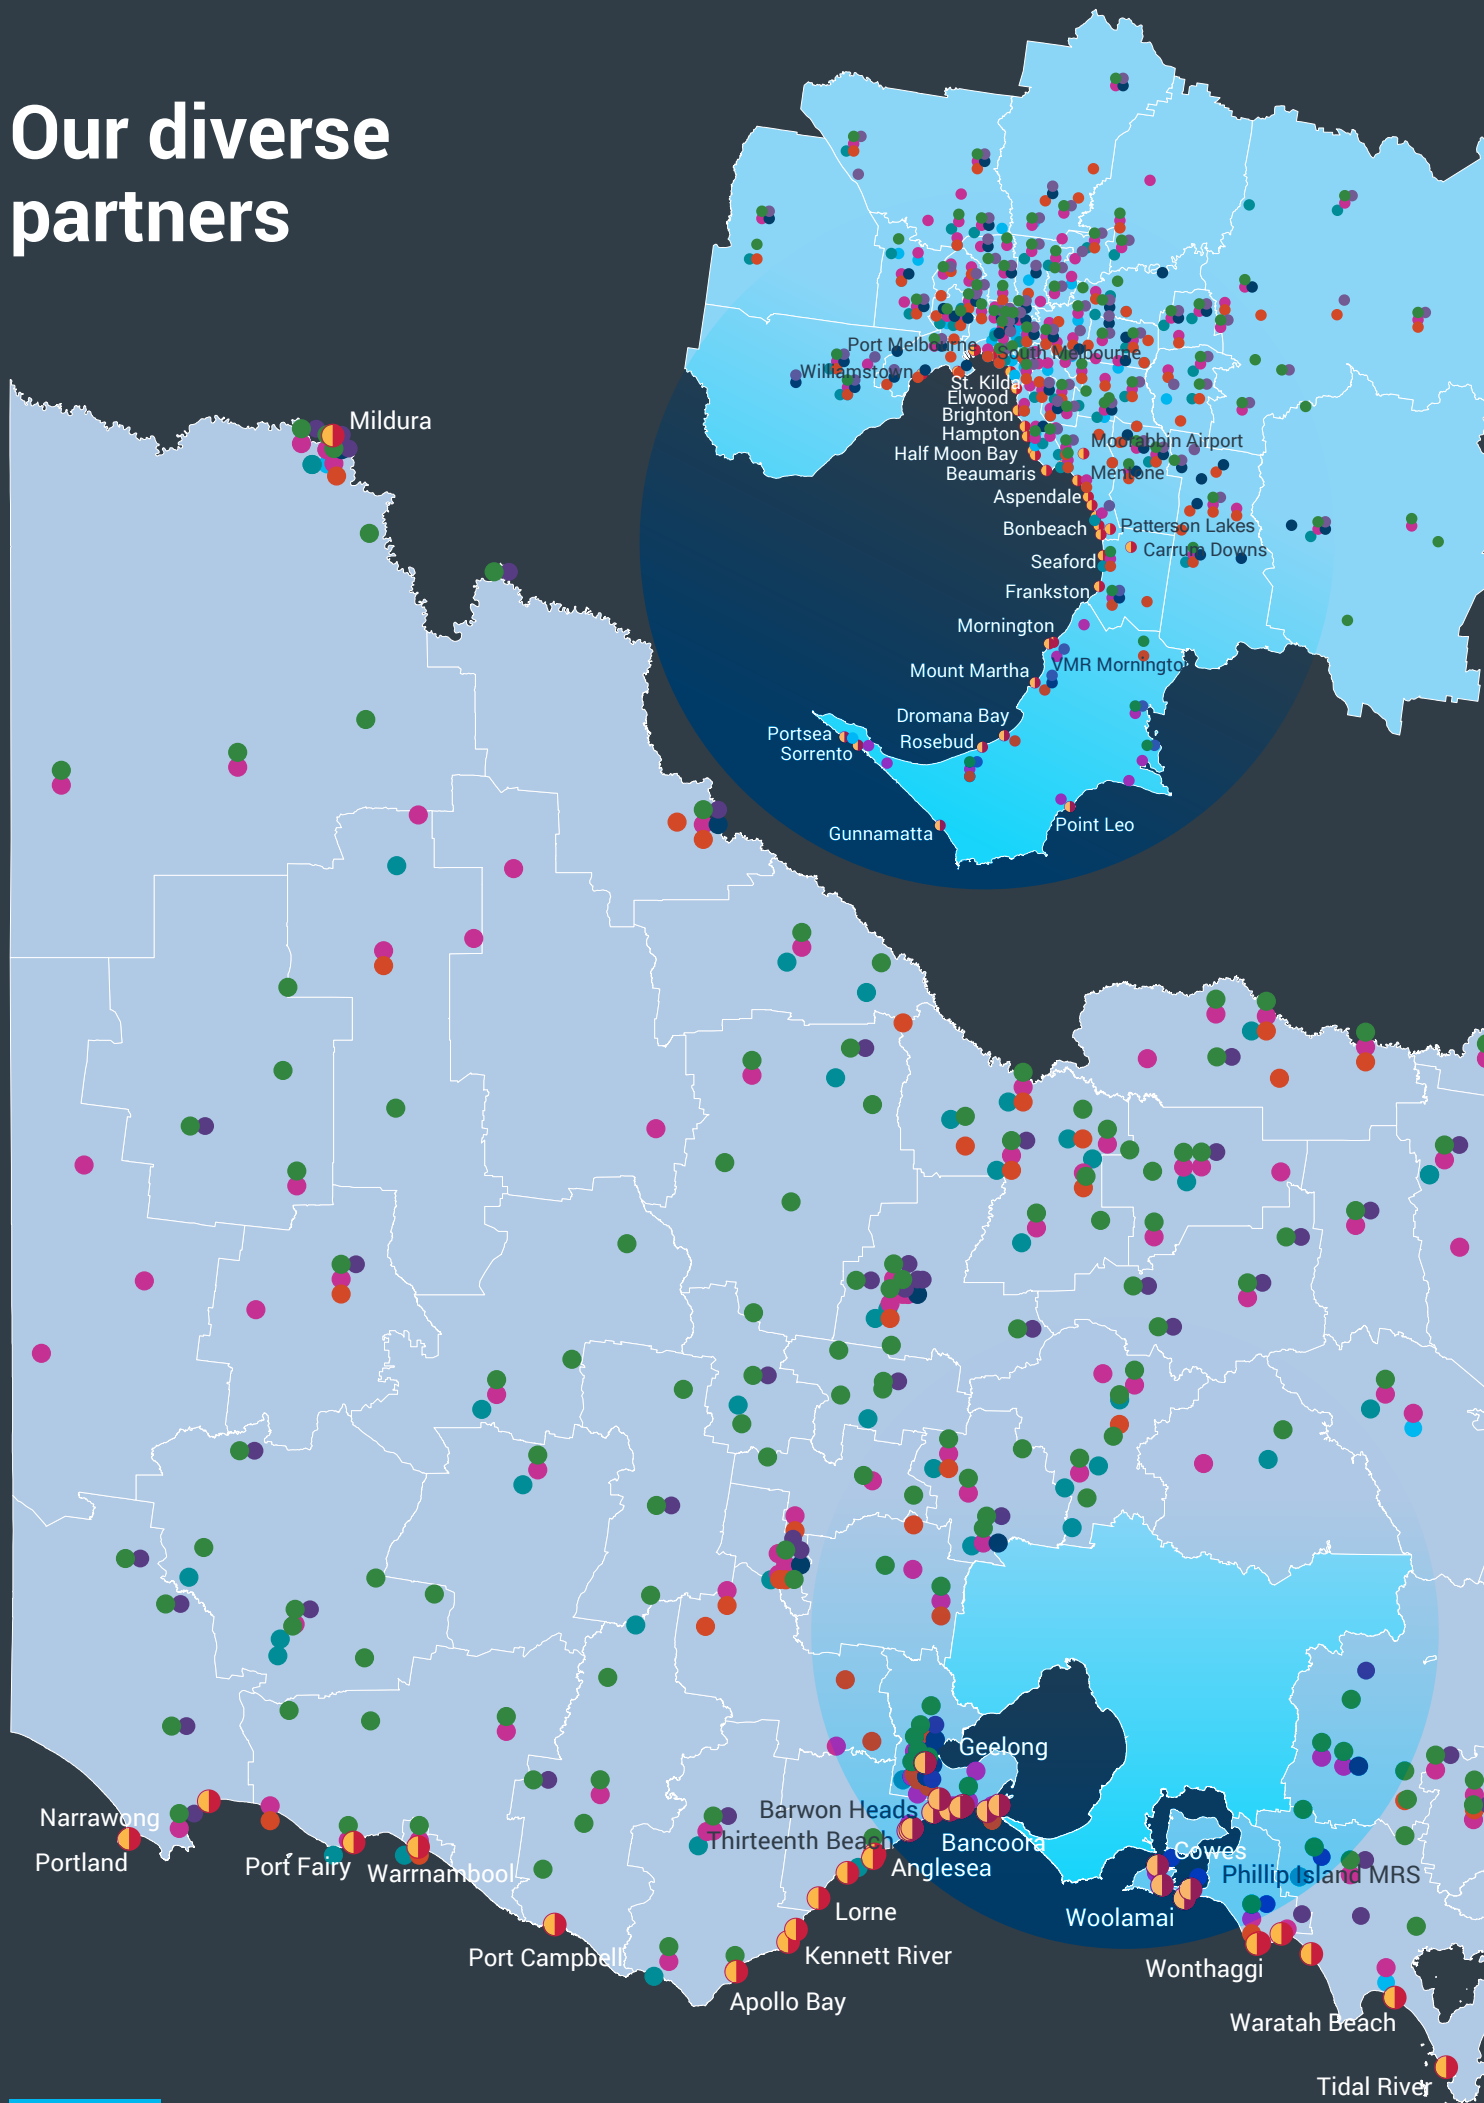 Our diverse
partners
Port Melbourne
South Melbourne
Williamstown
St. Kilda
Elwood
Brighton
Hampton
Moorabbin Airport
Half Moon Bay
Beaumaris
Mentone
Aspendale
Bonbeach
Patterson Lakes
Carrum Downs
Seaford
Frankston
Mornington
VMR Mornington
Mount Martha
Dromana Bay
Portsea
Rosebud
Sorrento
Gunnamatta
Point Leo
Mildura
Geelong
Barwon Heads
Narrawong
Thirteenth Beach
Bancoora
Portland
Port Fairy
Warrnambool
Anglesea
Cowes
Phillip Island MRS
Lorne
Woolamai
Port Campbell
Kennett River
Wonthaggi
Apollo Bay
Waratah Beach
Tidal River